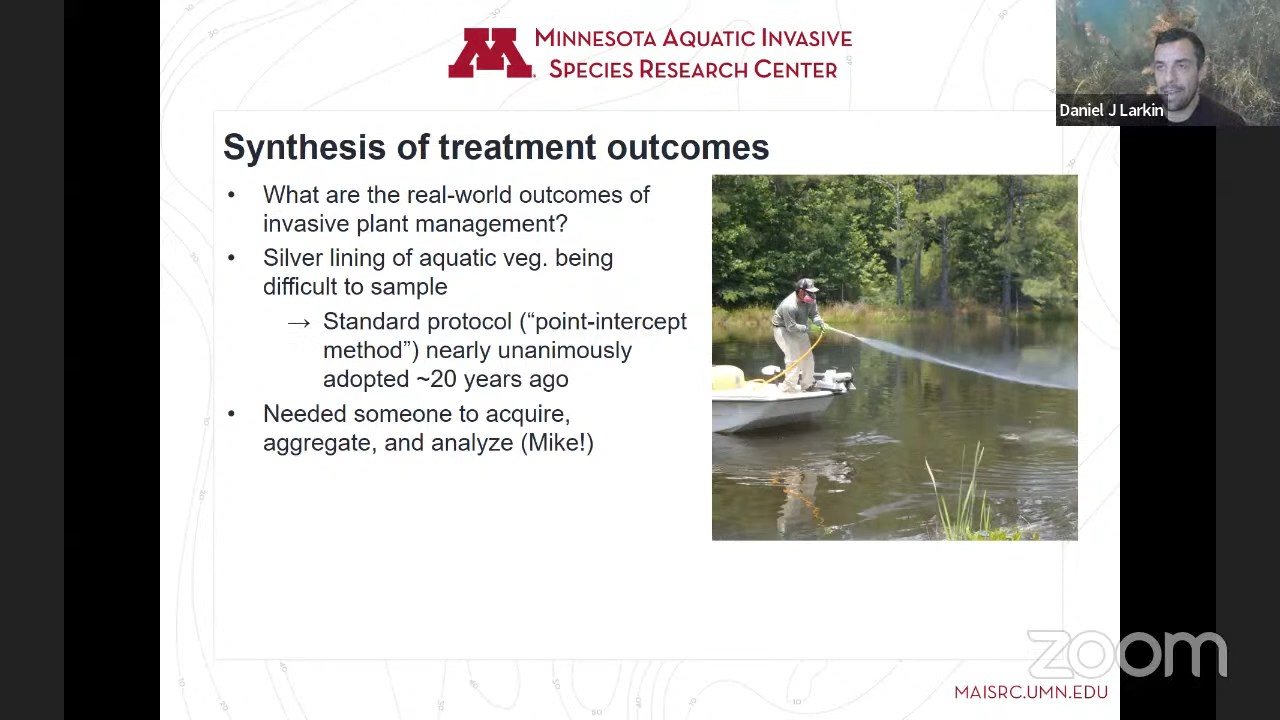 MINNESOTA AQUATIC INVASIVE
SPECIES RESEARCH CENTER
Daniel J Larkin
Synthesis of treatment outcomes
• What are the real-world outcomes of
invasive plant management?
• Silver lining of aquatic veg. being
difficult to sample
→ Standard protocol (“point-intercept
method”) nearly unanimously
adopted ~20 years ago
• Needed someone to acquire,
aggregate, and analyze (Mike!)
zoom
MAISRC.UMN.EDU